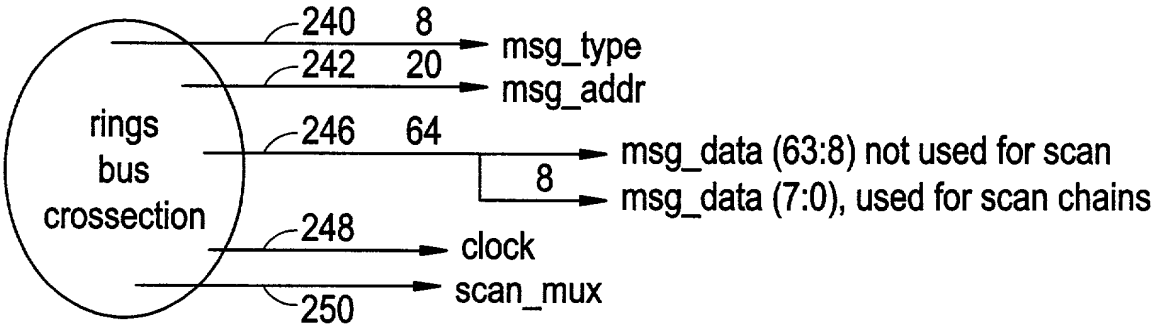 240 8
msg_type
242 20
msg_addr
rings
bus
crossection
246 64
msg_data (63:8) not used for scan
8
msg_data (7:0), used for scan chains
248
clock
250
scan_mux